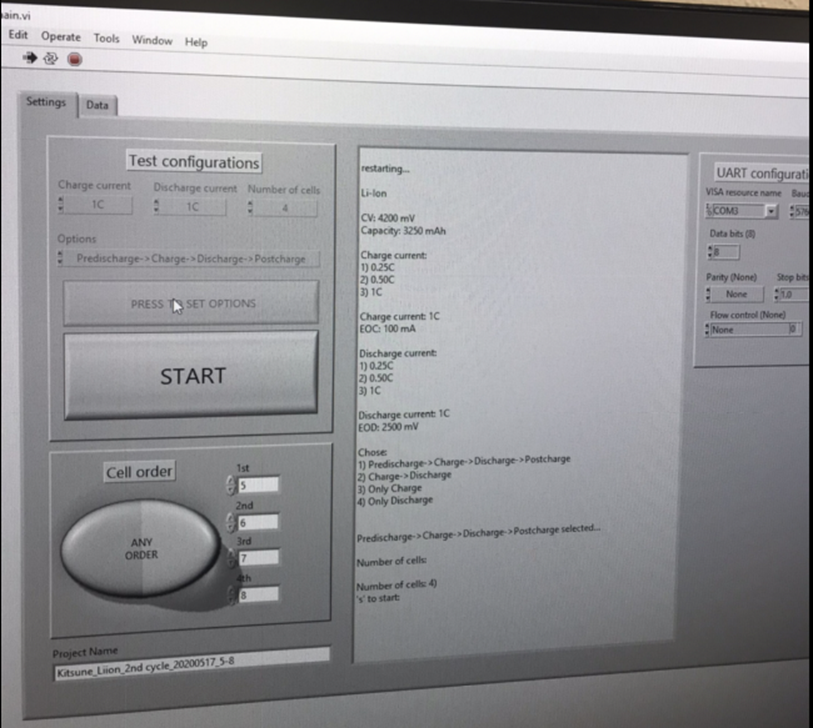 ain.vi
Edit Operate Tools Window Help
Settings Data
Test configurations
Charge current Discharge current Number of cells
1C 1C 4
Options
Predischarge->Charge->Discharge->Postcharge
PRESS TO SET OPTIONS
START
Cell order
ANY
ORDER
1st
5
2nd
6
3rd
7
4th
8
Project Name
Kitsune_Liion_2nd cycle_20200517_5-8
restarting...
Li-Ion
CV: 4200 mV
Capacity: 3250 mAh
Charge current:
1) 0.25C
2) 0.50C
3) 1C
Charge current: 1C
EOC: 100 mA
Discharge current:
1) 0.25C
2) 0.50C
3) 1C
Discharge current: 1C
EOD: 2500 mV
Chose:
1) Predischarge->Charge->Discharge->Postcharge
2) Charge->Discharge
3) Only Charge
4) Only Discharge
Predischarge->Charge->Discharge->Postcharge selected...
Number of cells:
Number of cells: 4)
's' to start:
UART configurati
VISA resource name Baud
COM3 576
Data bits (8)
8
Parity (None) Stop bits
None 1.0
Flow control (None)
None 0